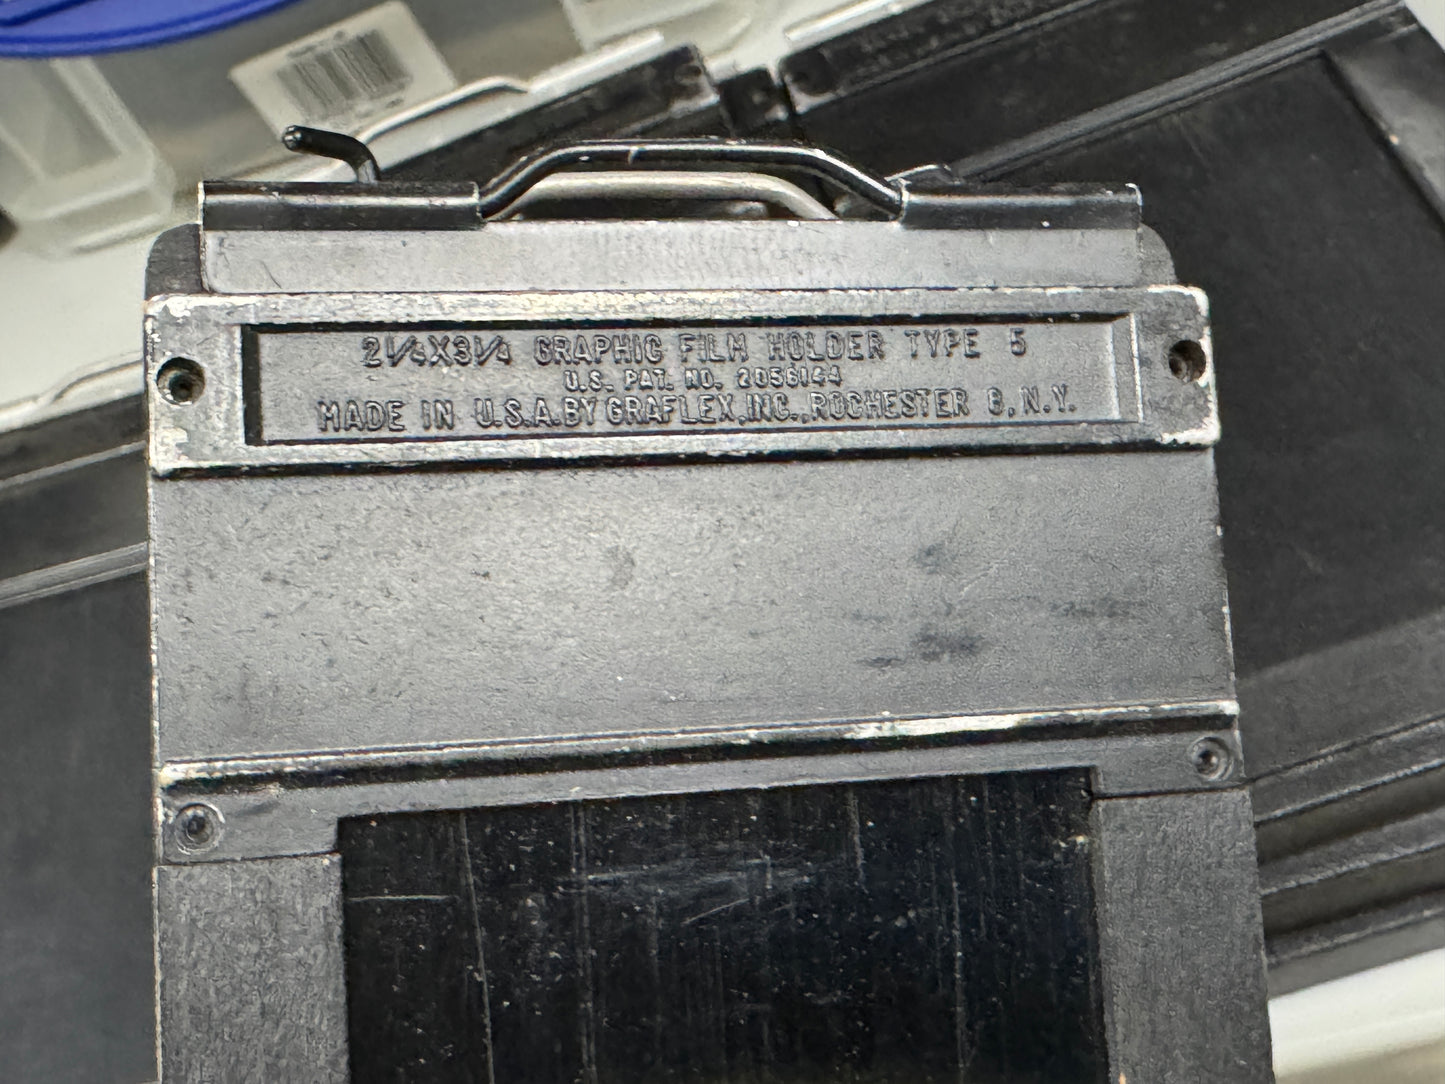 2¼X3¼ GRAPHIC FILM HOLDER TYPE 5
U.S. PAT. NO. 2056144
MADE IN U.S.A. BY GRAFLEX, INC., ROCHESTER 8, N.Y.